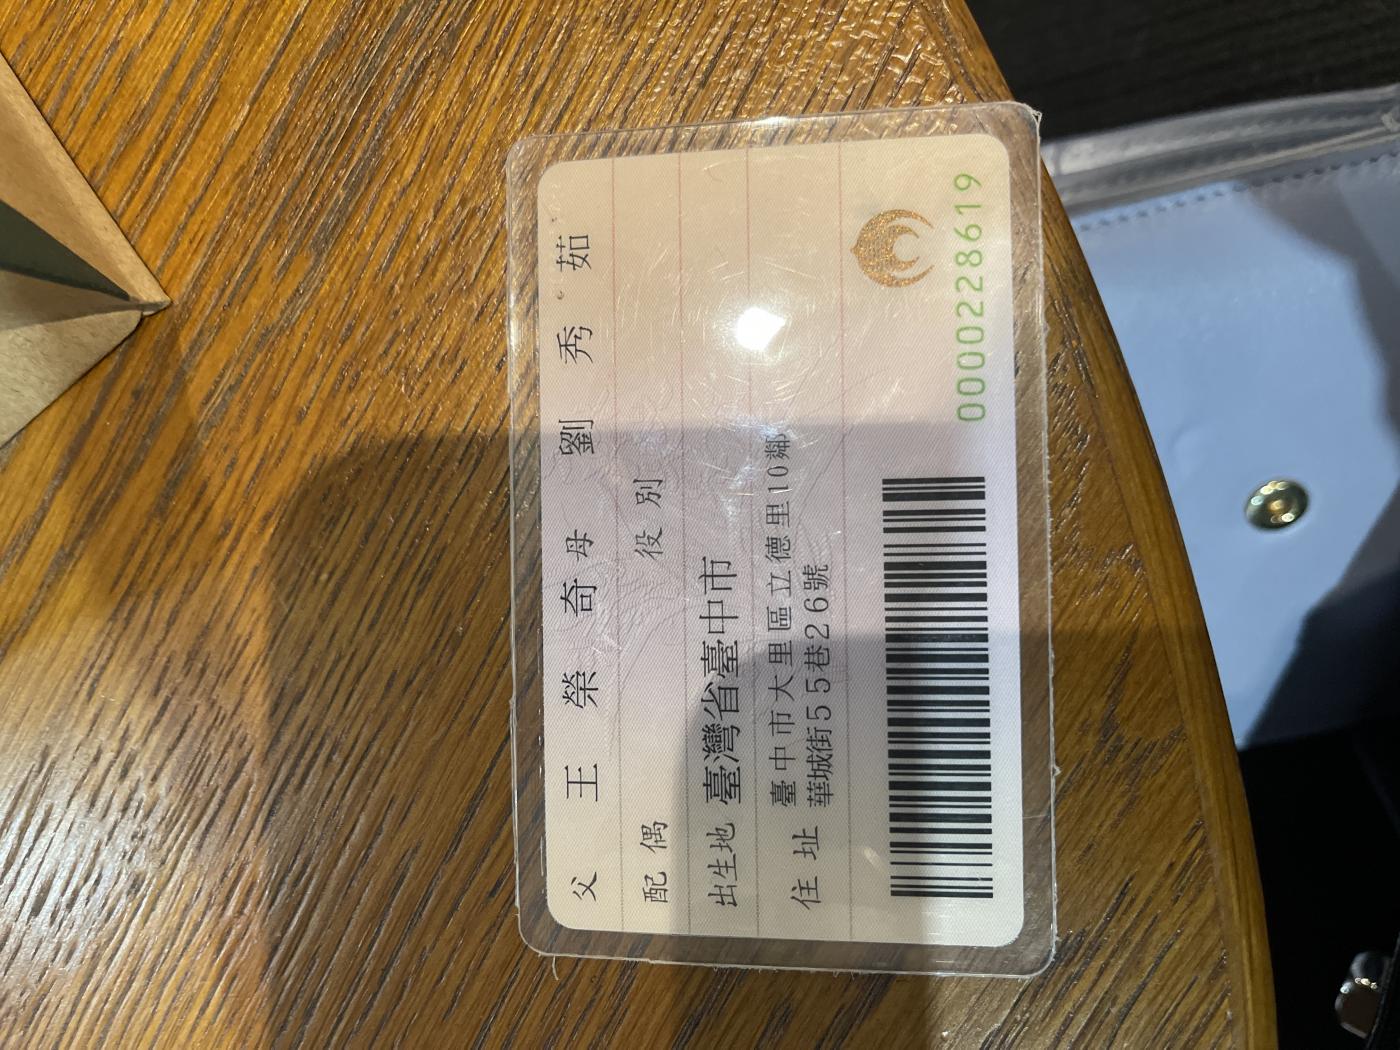 父 王 榮 奇 母 劉 秀 茹
配偶 役別
出生地 臺灣省臺中市
住址 臺中市大里區立德里10鄰
華城街55巷26號
0000228619